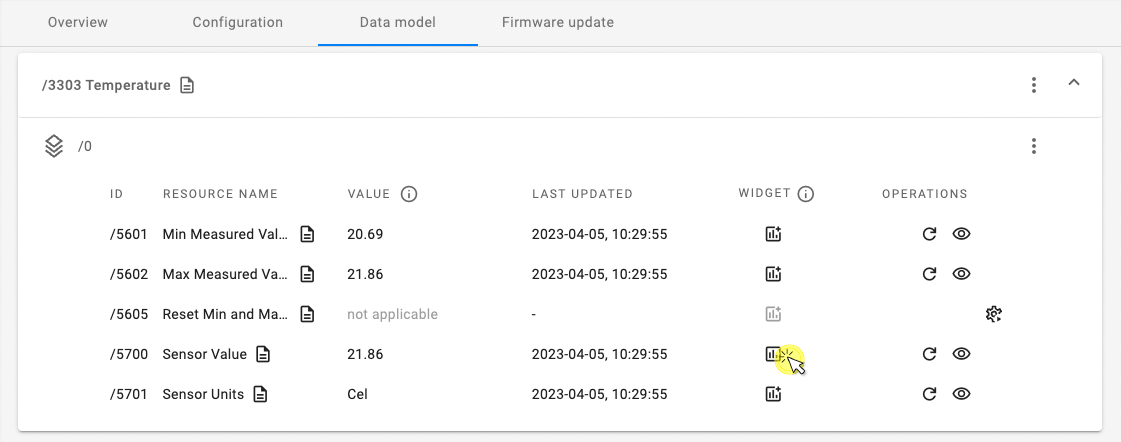 Overview Configuration Data model Firmware update
/3303 Temperature
/0
ID RESOURCE NAME VALUE LAST UPDATED WIDGET OPERATIONS
/5601 Min Measured Val... 20.69 2023-04-05, 10:29:55
/5602 Max Measured Va... 21.86 2023-04-05, 10:29:55
/5605 Reset Min and Ma... not applicable -
/5700 Sensor Value 21.86 2023-04-05, 10:29:55
/5701 Sensor Units Cel 2023-04-05, 10:29:55